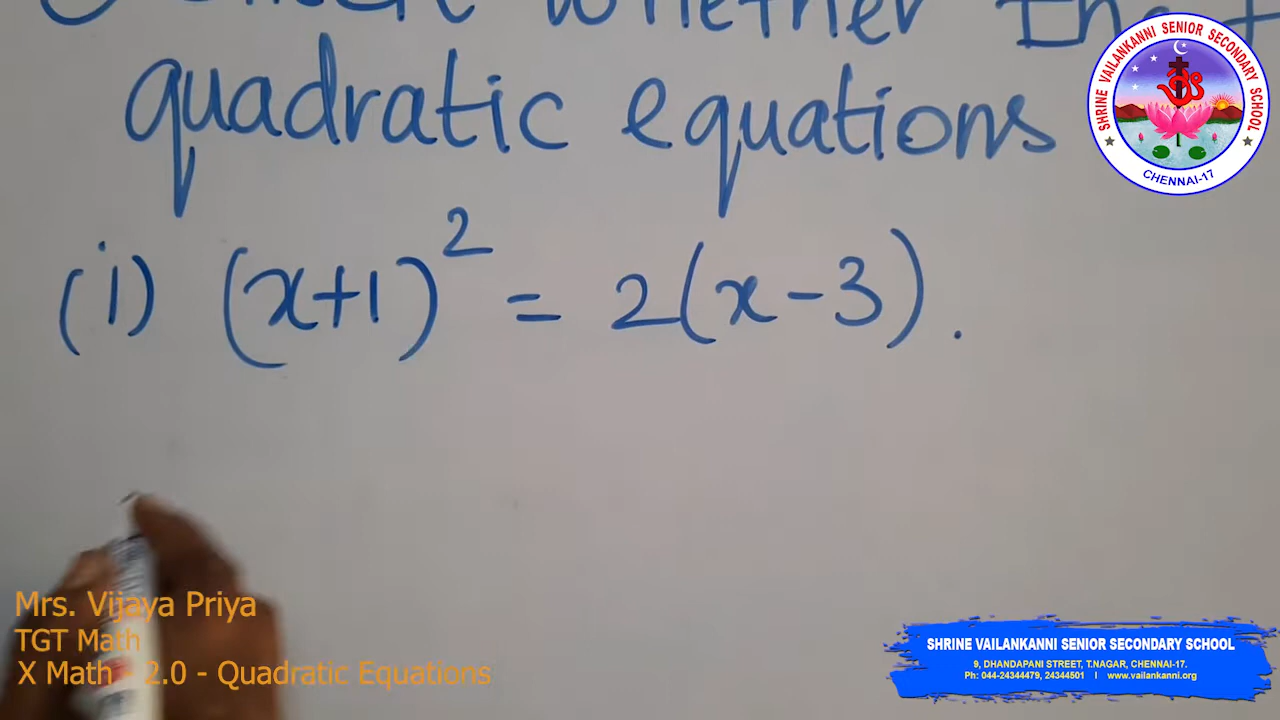 whether the
quadratic equations
(i) (x+1)² = 2(x-3).
SHRINE VAILANKANNI SENIOR SECONDARY SCHOOL
CHENNAI-17
Mrs. Vijaya Priya
TGT Math
X Math - 2.0 - Quadratic Equations
SHRINE VAILANKANNI SENIOR SECONDARY SCHOOL
9, DHANDAPANI STREET, T.NAGAR, CHENNAI-17.
Ph: 044-24344479, 24344501 | www.vailankanni.org